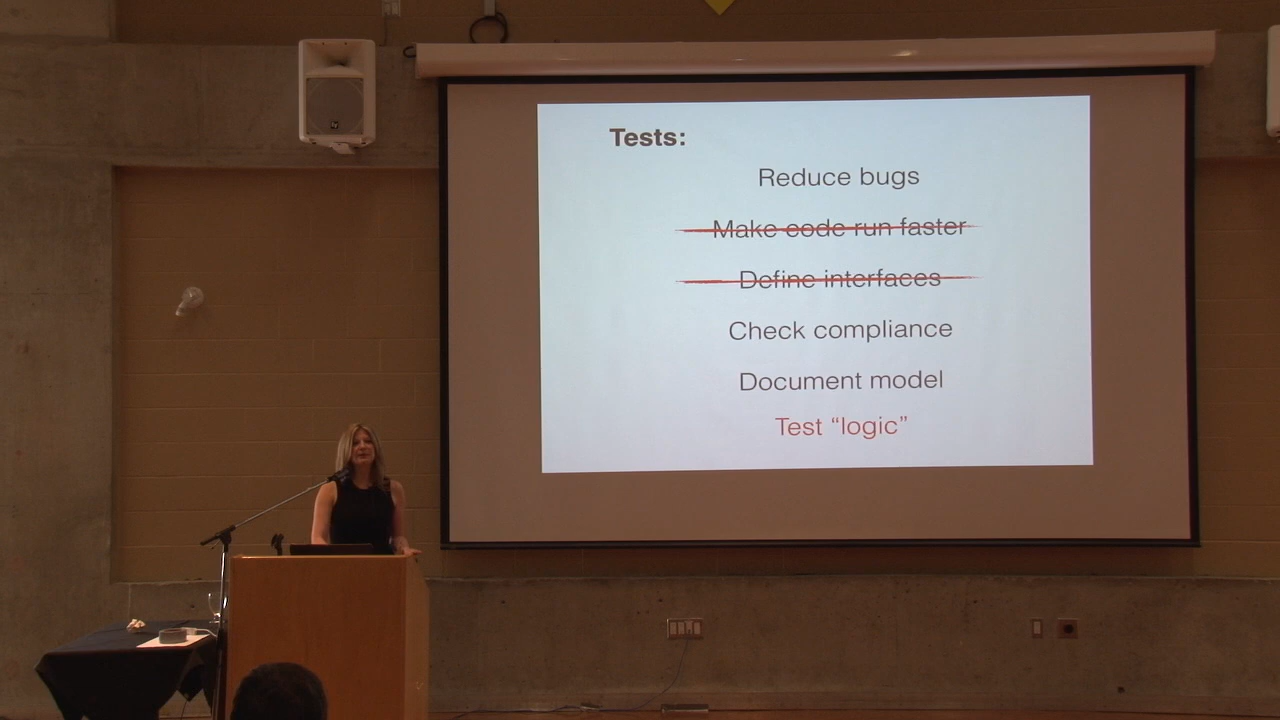 Tests:
Reduce bugs
Make code run faster
Define interfaces
Check compliance
Document model
Test “logic”